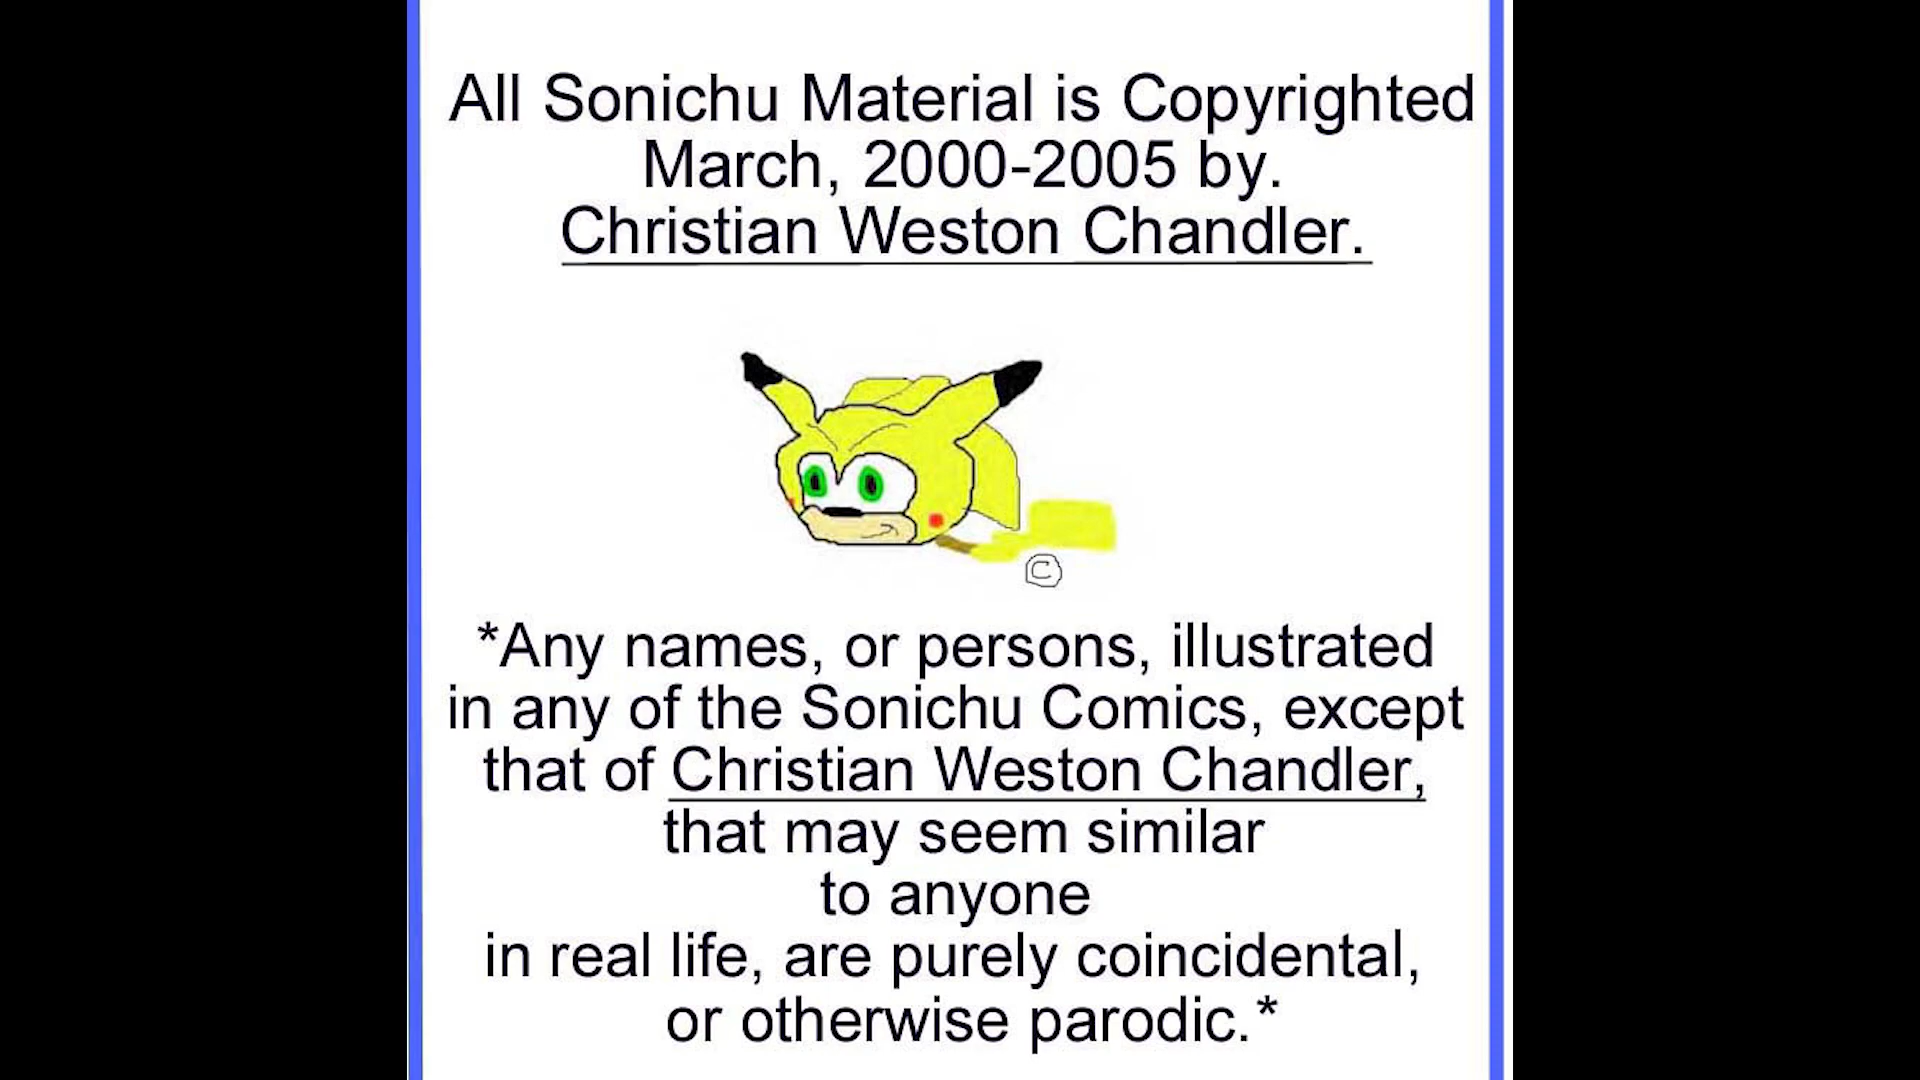 All Sonichu Material is Copyrighted
March, 2000-2005 by.
Christian Weston Chandler.
©
*Any names, or persons, illustrated
in any of the Sonichu Comics, except
that of Christian Weston Chandler,
that may seem similar
to anyone
in real life, are purely coincidental,
or otherwise parodic.*